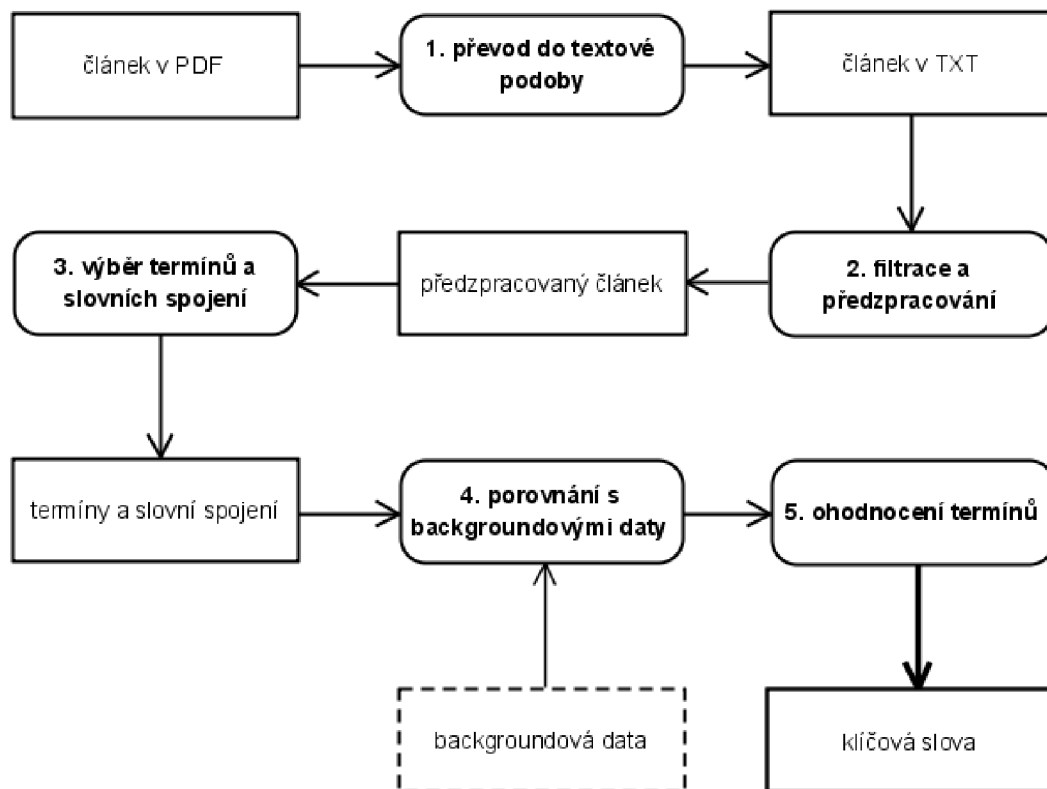 článek v PDF
1. převod do textové
podoby
článek v TXT
3. výběr termínů a
slovních spojení
předzpracovaný článek
2. filtrace a
předzpracování
termíny a slovní spojení
4. porovnání s
backgroundovými daty
5. ohodnocení termínů
backgroundová data
klíčová slova